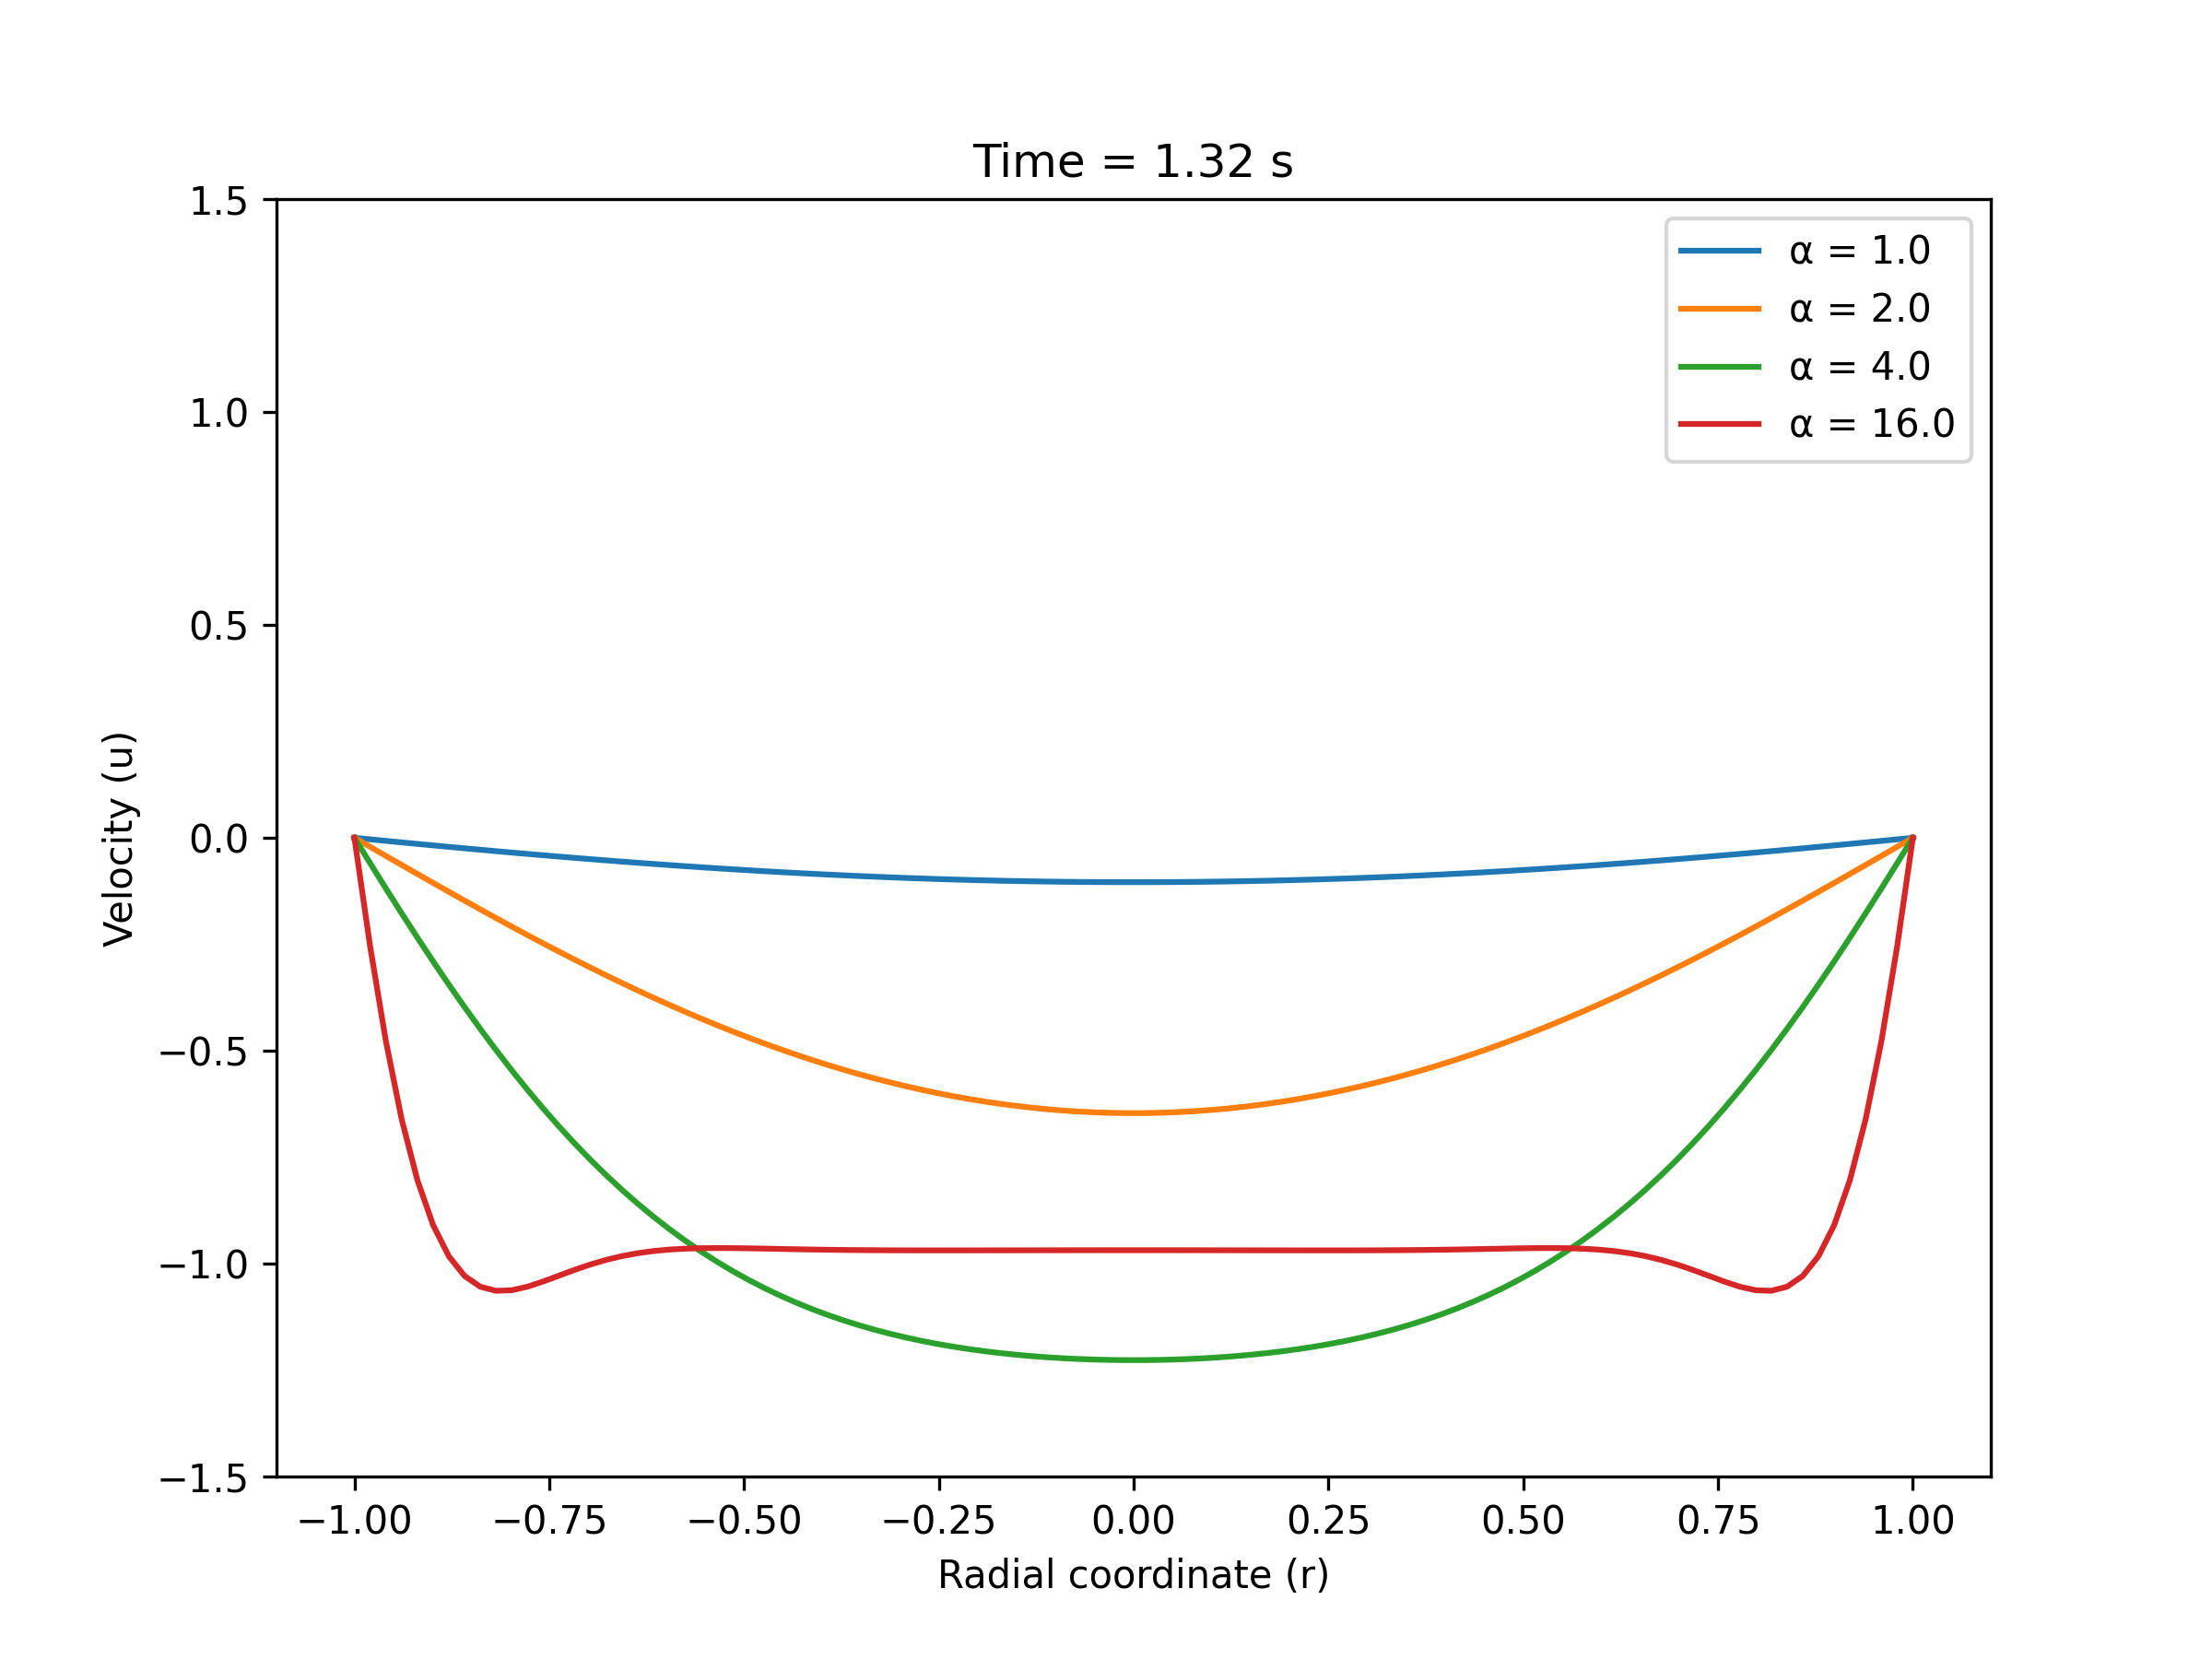 Time = 1.32 s
1.5
1.0
0.5
0.0
−0.5
−1.0
−1.5
Velocity (u)
α = 1.0
α = 2.0
α = 4.0
α = 16.0
−1.00 −0.75 −0.50 −0.25 0.00 0.25 0.50 0.75 1.00
Radial coordinate (r)